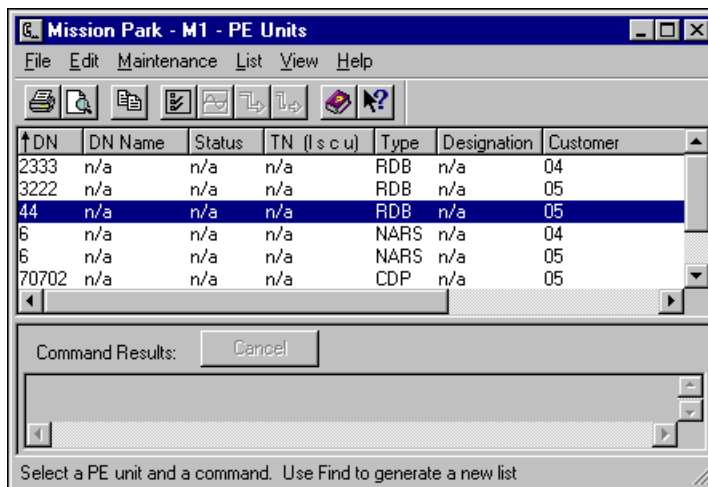 Mission Park - M1 - PE Units
File Edit Maintenance List View Help
DN DN Name Status TN (l s c u) Type Designation Customer
2333 n/a n/a n/a RDB n/a 04
3222 n/a n/a n/a RDB n/a 05
44 n/a n/a n/a RDB n/a 05
6 n/a n/a n/a NARS n/a 04
6 n/a n/a n/a NARS n/a 05
70702 n/a n/a n/a CDP n/a 05
Command Results: Cancel
Select a PE unit and a command. Use Find to generate a new list